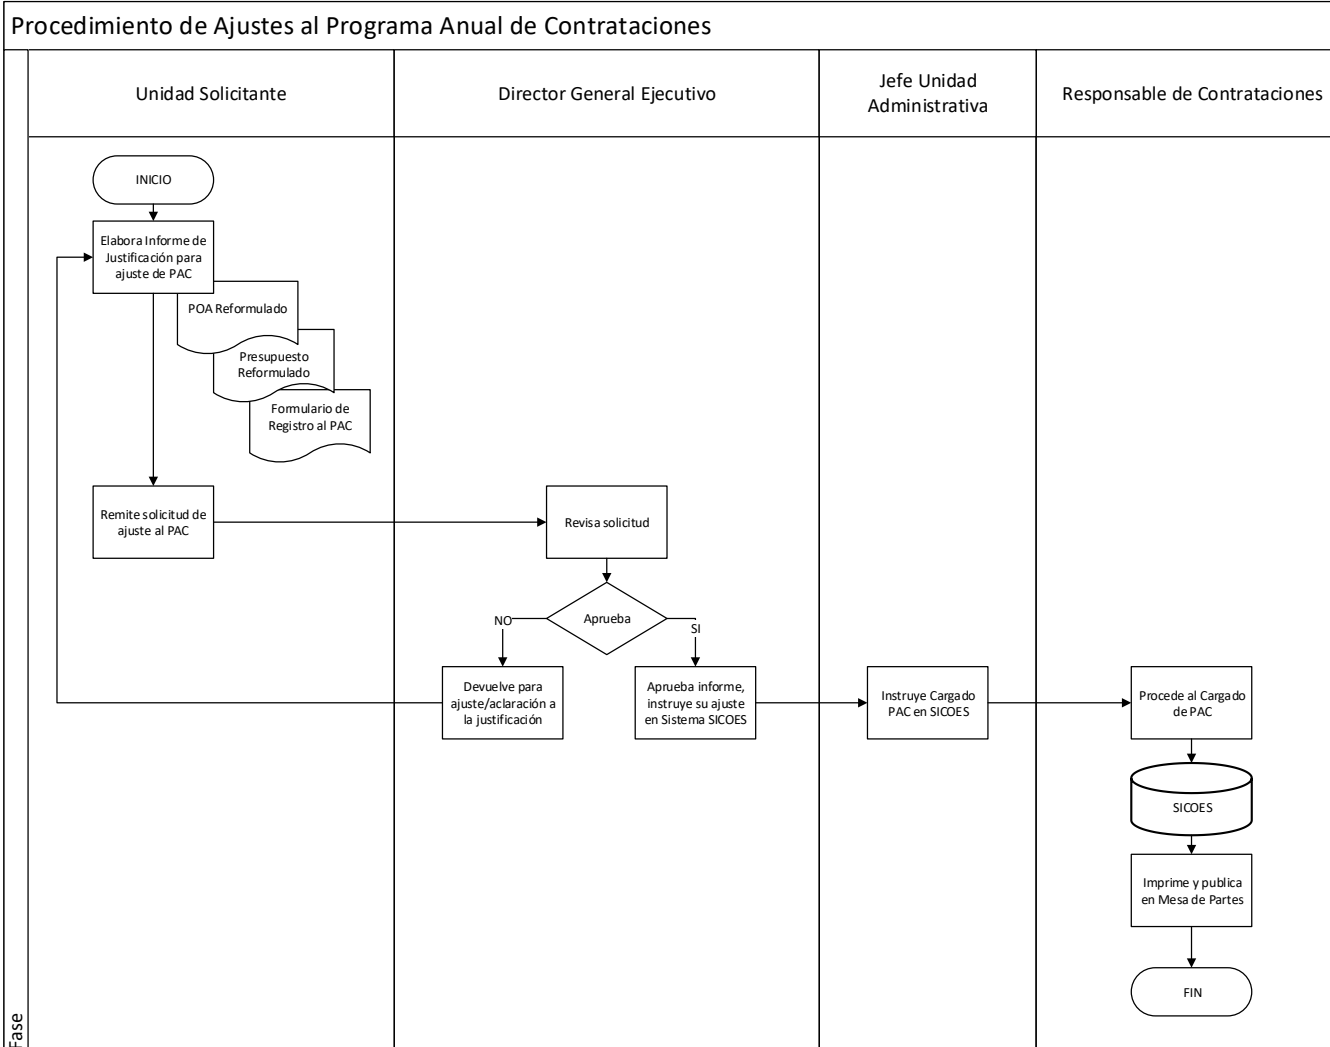 Procedimiento de Ajustes al Programa Anual de Contrataciones
Unidad Solicitante
Director General Ejecutivo
Jefe Unidad
Administrativa
Responsable de Contrataciones
INICIO
Elabora Informe de
Justificación para
ajuste de PAC
POA Reformulado
Presupuesto
Reformulado
Formulario de
Registro al PAC
Remite solicitud de
ajuste al PAC
Revisa solicitud
Aprueba
NO
SI
Devuelve para
ajuste/aclaración a
la justificación
Aprueba informe,
instruye su ajuste
en Sistema SICOES
Instruye Cargado
PAC en SICOES
Procede al Cargado
de PAC
SICOES
Imprime y publica
en Mesa de Partes
FIN
Fase